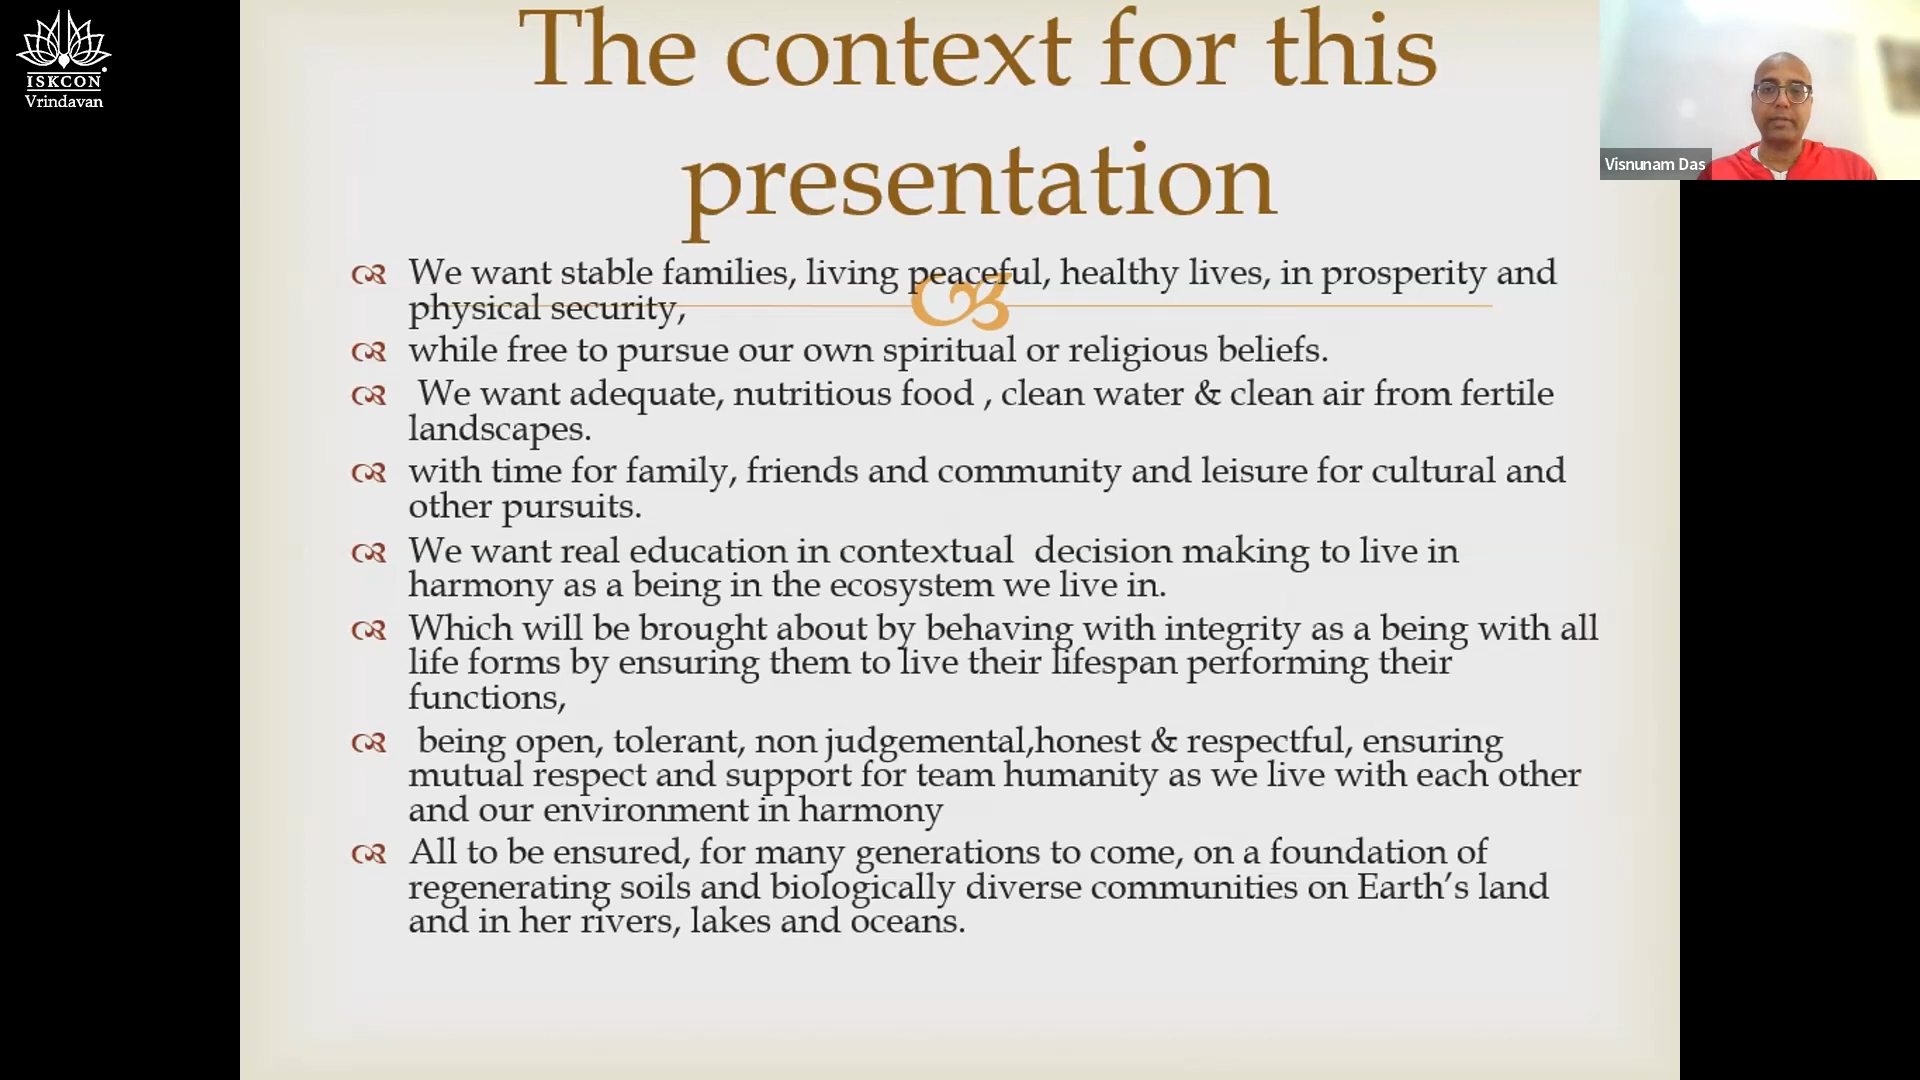 ISKCON
Vrindavan
The context for this
presentation
Visnunam Das
We want stable families, living peaceful, healthy lives, in prosperity and
physical security,
while free to pursue our own spiritual or religious beliefs.
We want adequate, nutritious food , clean water & clean air from fertile
landscapes.
with time for family, friends and community and leisure for cultural and
other pursuits.
We want real education in contextual  decision making to live in
harmony as a being in the ecosystem we live in.
Which will be brought about by behaving with integrity as a being with all
life forms by ensuring them to live their lifespan performing their
functions,
being open, tolerant, non judgemental,honest & respectful, ensuring
mutual respect and support for team humanity as we live with each other
and our environment in harmony
All to be ensured, for many generations to come, on a foundation of
regenerating soils and biologically diverse communities on Earth’s land
and in her rivers, lakes and oceans.